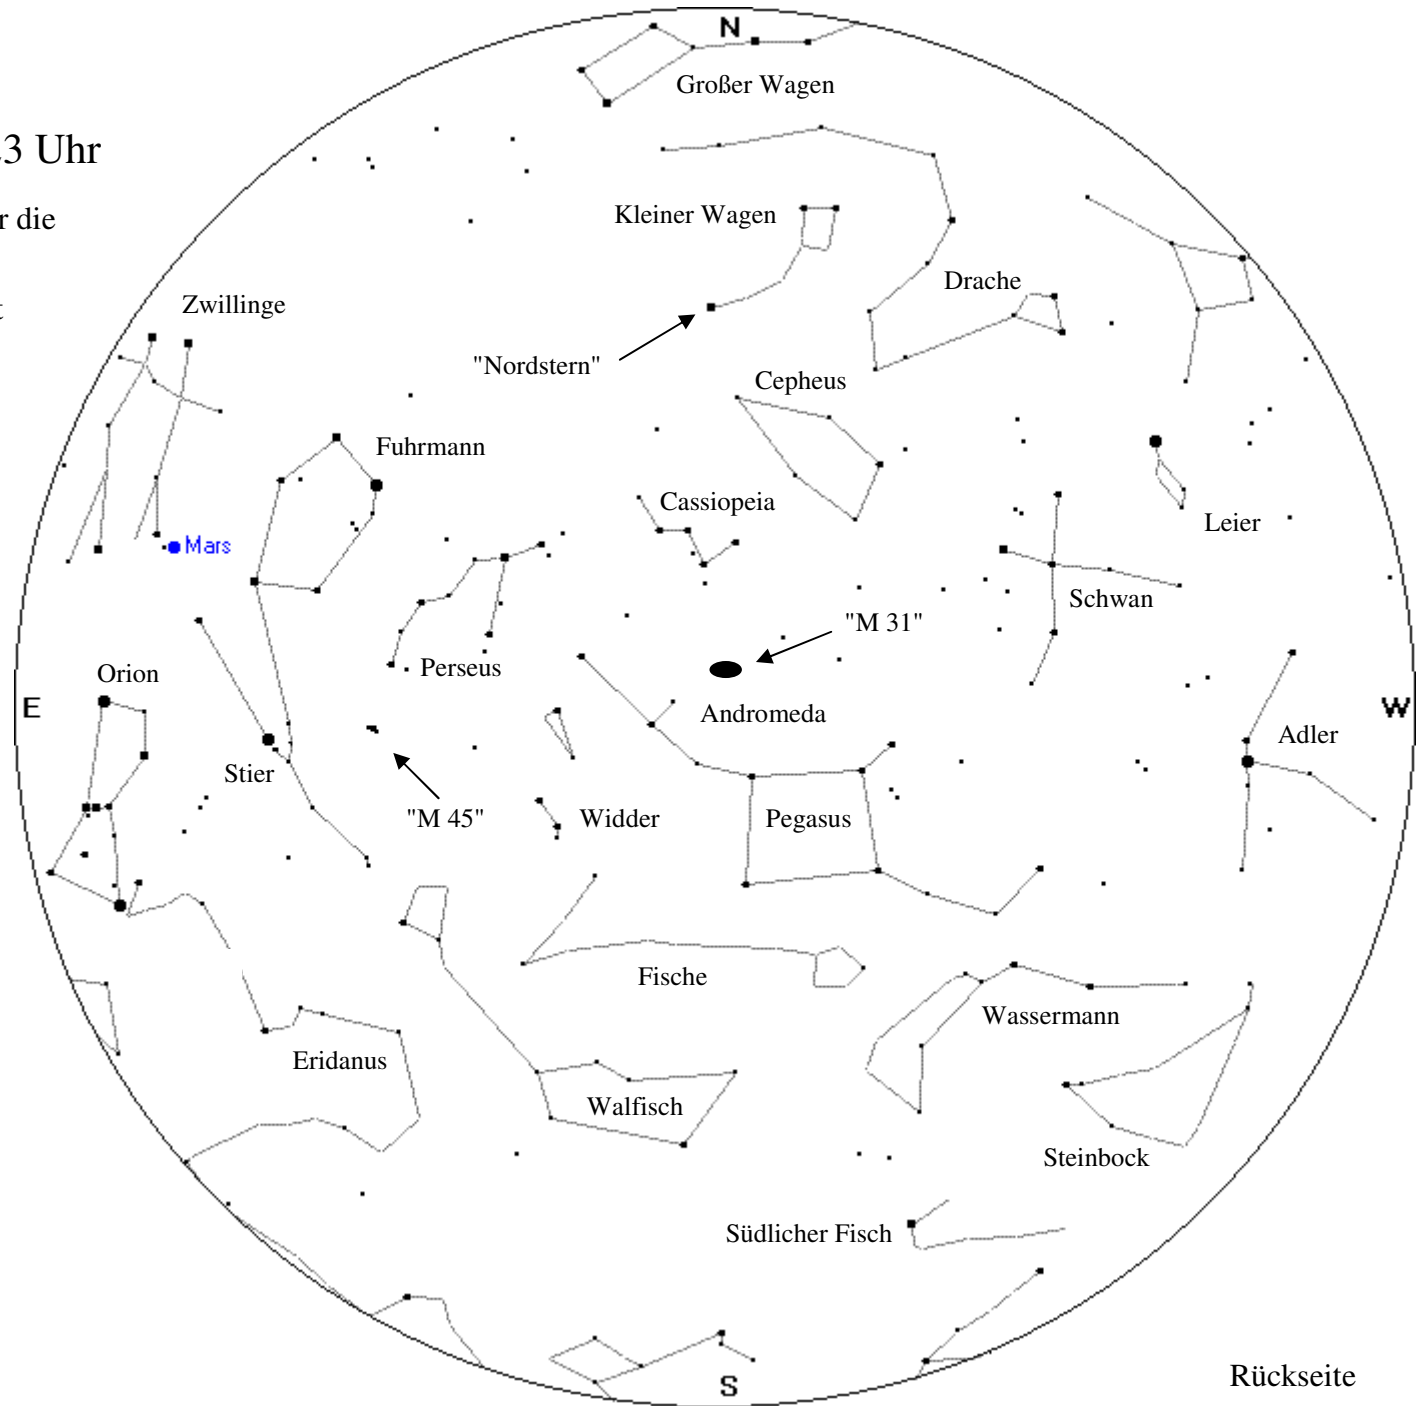 N
Großer Wagen
3 Uhr
die
Kleiner Wagen
Drache
Zwillinge
"Nordstern"
Cepheus
Fuhrmann
Cassiopeia
Leier
Mars
Schwan
"M 31"
Perseus
Orion
E
Andromeda
W
Adler
Stier
"M 45"
Widder
Pegasus
Fische
Wassermann
Eridanus
Walfisch
Steinbock
Südlicher Fisch
Rückseite
S